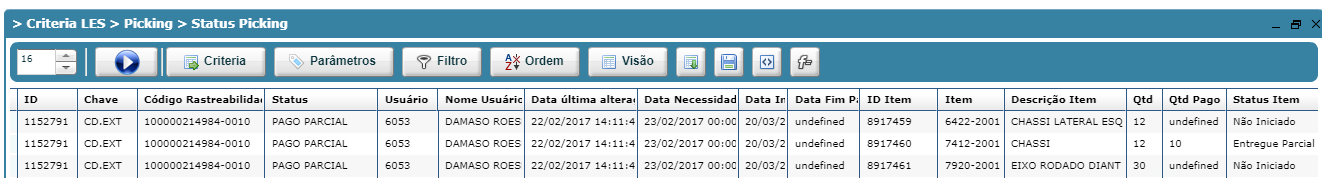 > Criteria LES > Picking > Status Picking
16 Criteria Parâmetros Filtro Ordem Visão
ID Chave Código Rastreabilida Status Usuário Nome Usuário Data última altera Data Necessidad Data In Data Fim P ID Item Item Descrição Item Qtd Qtd Pago Status Item
1152791 CD.EXT 100000214984-0010 PAGO PARCIAL 6053 DAMASO ROES 22/02/2017 14:11:4 23/02/2017 00:00 20/03/2 undefined 8917459 6422-2001 CHASSI LATERAL ESQ 12 undefined Não Iniciado
1152791 CD.EXT 100000214984-0010 PAGO PARCIAL 6053 DAMASO ROES 22/02/2017 14:11:4 23/02/2017 00:00 20/03/2 undefined 8917460 7412-2001 CHASSI 12 10 Entregue Parcial
1152791 CD.EXT 100000214984-0010 PAGO PARCIAL 6053 DAMASO ROES 22/02/2017 14:11:4 23/02/2017 00:00 20/03/2 undefined 8917461 7920-2001 EIXO RODADO DIANT 30 undefined Não Iniciado